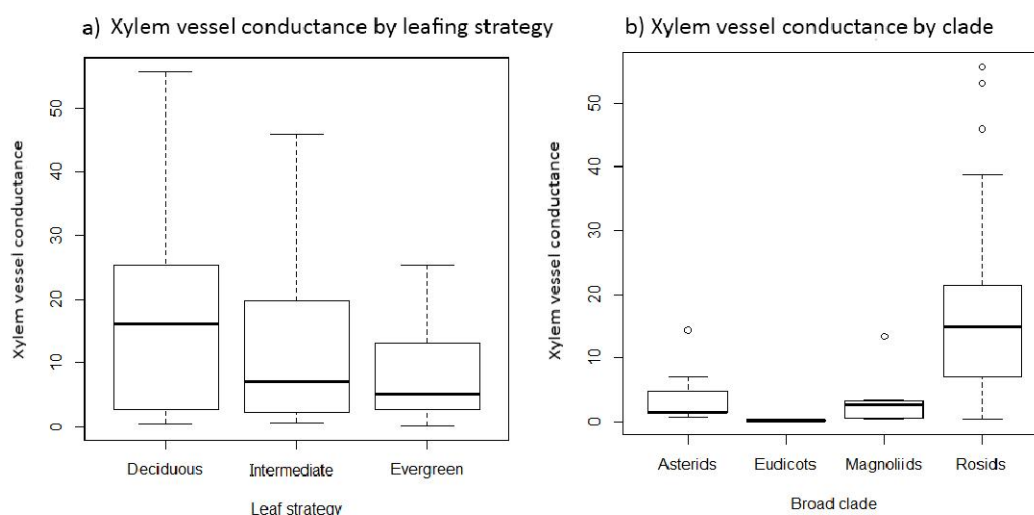 a) Xylem vessel conductance by leafing strategy
Xylem vessel conductance
50
40
30
20
10
0
Deciduous Intermediate Evergreen
Leaf strategy
b) Xylem vessel conductance by clade
Xylem vessel conductance
50
40
30
20
10
0
Asterids Eudicots Magnoliids Rosids
Broad clade